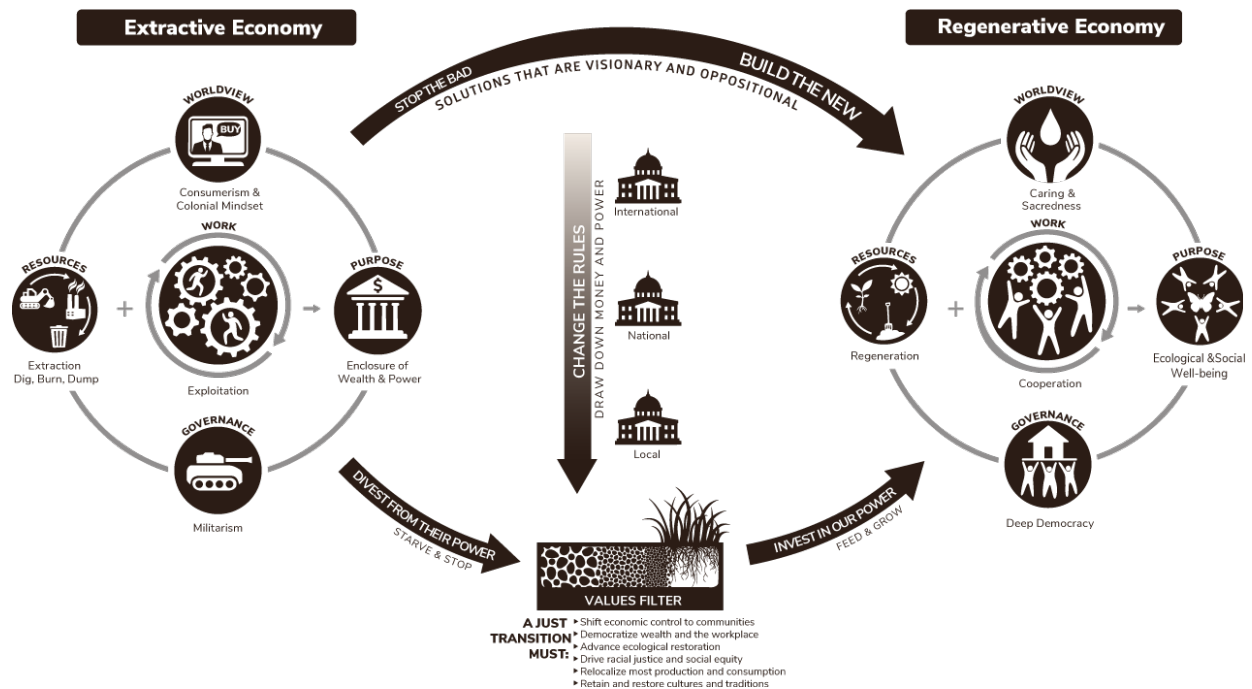 Extractive Economy
WORLDVIEW
BUY
Consumerism &
Colonial Mindset
WORK
RESOURCES
PURPOSE
$
+
Extraction
Dig, Burn, Dump
Exploitation
Enclosure of
Wealth & Power
GOVERNANCE
Militarism
STOP THE BAD
BUILD THE NEW
SOLUTIONS THAT ARE VISIONARY AND OPPOSITIONAL
CHANGE THE RULES
DRAW DOWN MONEY AND POWER
International
National
Local
DIVEST FROM THEIR POWER
STARVE & STOP
VALUES FILTER
INVEST IN OUR POWER
FEED & GROW
A JUST
TRANSITION
MUST:
Shift economic control to communities
Democratize wealth and the workplace
Advance ecological restoration
Drive racial justice and social equity
Relocalize most production and consumption
Retain and restore cultures and traditions
Regenerative Economy
WORLDVIEW
Caring &
Sacredness
WORK
RESOURCES
PURPOSE
+
Regeneration
Cooperation
Ecological &Social
Well-being
GOVERNANCE
Deep Democracy